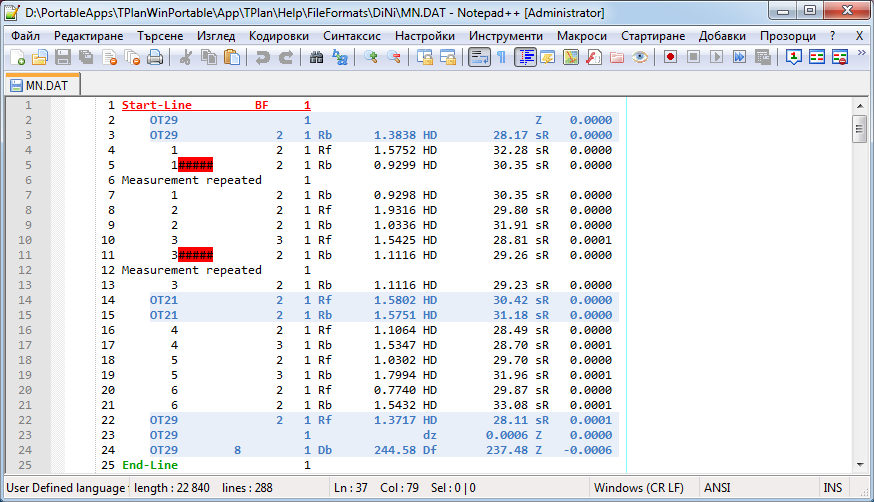 D:\PortableApps\TPlanWinPortable\App\TPlan\Help\FileFormats\DiNi\MN.DAT - Notepad++ [Administrator]
Файл Редактиране Търсене Изглед Кодировки Синтаксис Настройки Инструменти Макроси Стартиране Добавки Прозорци ? X
MN.DAT
1 1 Start-Line BF 1
2 2 OT29 1 Z 0.0000
3 3 OT29 2 1 Rb 1.3838 HD 28.17 sR 0.0000
4 4 1 2 1 Rf 1.5752 HD 32.28 sR 0.0000
5 5 1##### 2 1 Rb 0.9299 HD 30.35 sR 0.0000
6 6 Measurement repeated 1
7 7 1 2 1 Rb 0.9298 HD 30.35 sR 0.0000
8 8 2 2 1 Rf 1.9316 HD 29.80 sR 0.0000
9 9 2 2 1 Rb 1.0336 HD 31.91 sR 0.0000
10 10 3 3 1 Rf 1.5425 HD 28.81 sR 0.0001
11 11 3##### 2 1 Rb 1.1116 HD 29.26 sR 0.0000
12 12 Measurement repeated 1
13 13 3 2 1 Rb 1.1116 HD 29.23 sR 0.0000
14 14 OT21 2 1 Rf 1.5802 HD 30.42 sR 0.0000
15 15 OT21 2 1 Rb 1.5751 HD 31.18 sR 0.0000
16 16 4 2 1 Rf 1.1064 HD 28.49 sR 0.0000
17 17 4 3 1 Rb 1.5347 HD 28.70 sR 0.0001
18 18 5 2 1 Rf 1.0302 HD 29.70 sR 0.0000
19 19 5 3 1 Rb 1.7994 HD 31.96 sR 0.0001
20 20 6 2 1 Rf 0.7740 HD 29.87 sR 0.0000
21 21 6 2 1 Rb 1.5432 HD 33.08 sR 0.0001
22 22 OT29 2 1 Rf 1.3717 HD 28.11 sR 0.0001
23 23 OT29 1 dz 0.0006 Z 0.0000
24 24 OT29 8 1 Db 244.58 Df 237.48 Z -0.0006
25 25 End-Line 1
User Defined language length : 22 840 lines : 288 Ln : 37 Col : 79 Sel : 0 | 0 Windows (CR LF) ANSI INS